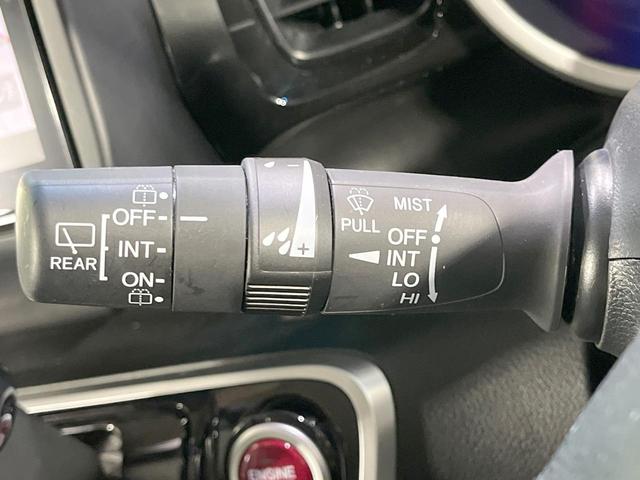 OFF
INT
ON
REAR
-
+
PULL
MIST
OFF
INT
LO
HI
ENGINE